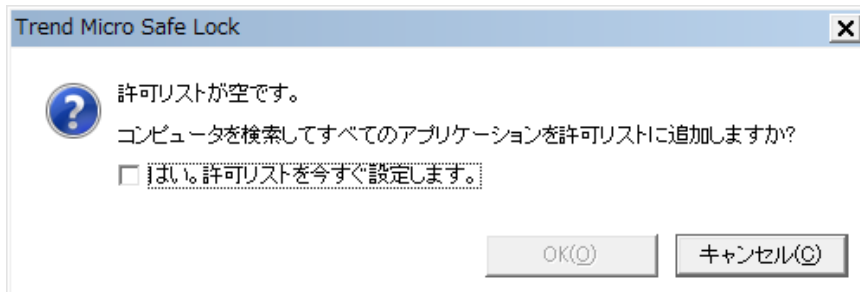 Trend Micro Safe Lock
許可リストが空です。
コンピュータを検索してすべてのアプリケーションを許可リストに追加しますか?
はい。許可リストを今すぐ設定します。
OK(O) キャンセル(C)